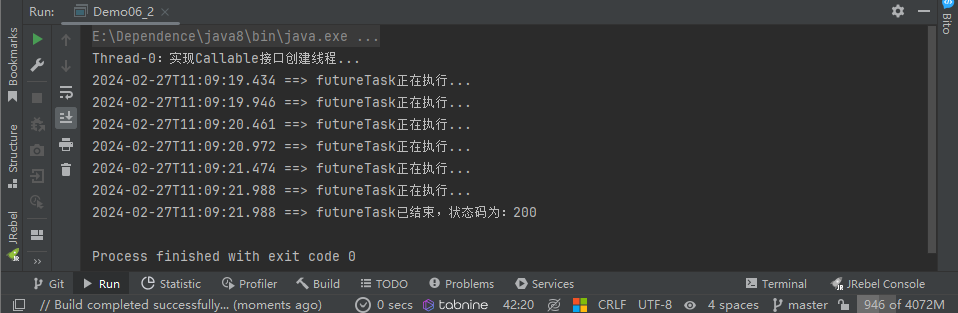 Run: Demo06_2
Bookmarks
Structure
JRebel
Bito
E:\Dependence\java8\bin\java.exe ...
Thread-0：实现Callable接口创建线程...
2024-02-27T11:09:19.434 ==> futureTask正在执行...
2024-02-27T11:09:19.946 ==> futureTask正在执行...
2024-02-27T11:09:20.461 ==> futureTask正在执行...
2024-02-27T11:09:20.972 ==> futureTask正在执行...
2024-02-27T11:09:21.474 ==> futureTask正在执行...
2024-02-27T11:09:21.988 ==> futureTask正在执行...
2024-02-27T11:09:21.988 ==> futureTask已结束，状态码为：200
Process finished with exit code 0
Git Run Statistic Profiler Build TODO Problems Services Terminal JRebel Console
// Build completed successfully... (moments ago) 0 secs tabnine 42:20 CRLF UTF-8 4 spaces master 946 of 4072M